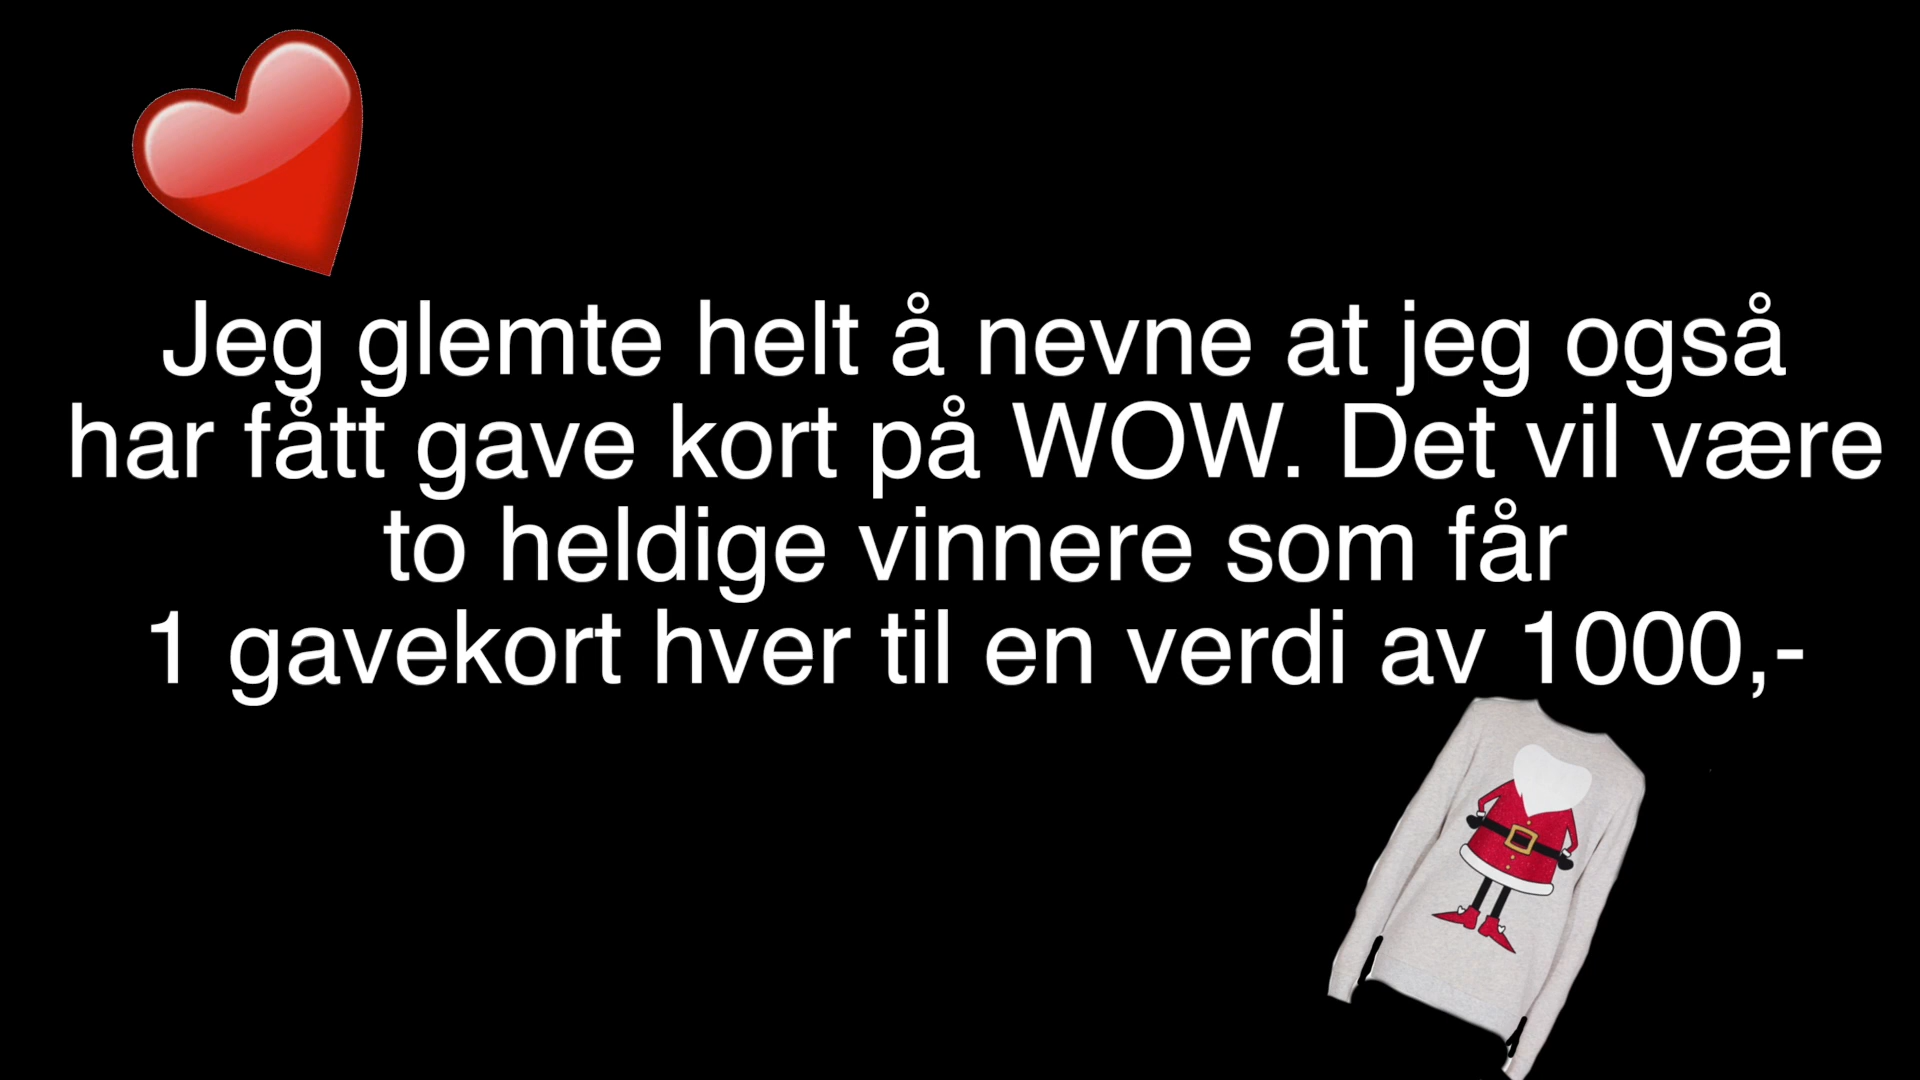 Jeg glemte helt å nevne at jeg også
har fått gave kort på WOW. Det vil være
to heldige vinnere som får
1 gavekort hver til en verdi av 1000,-